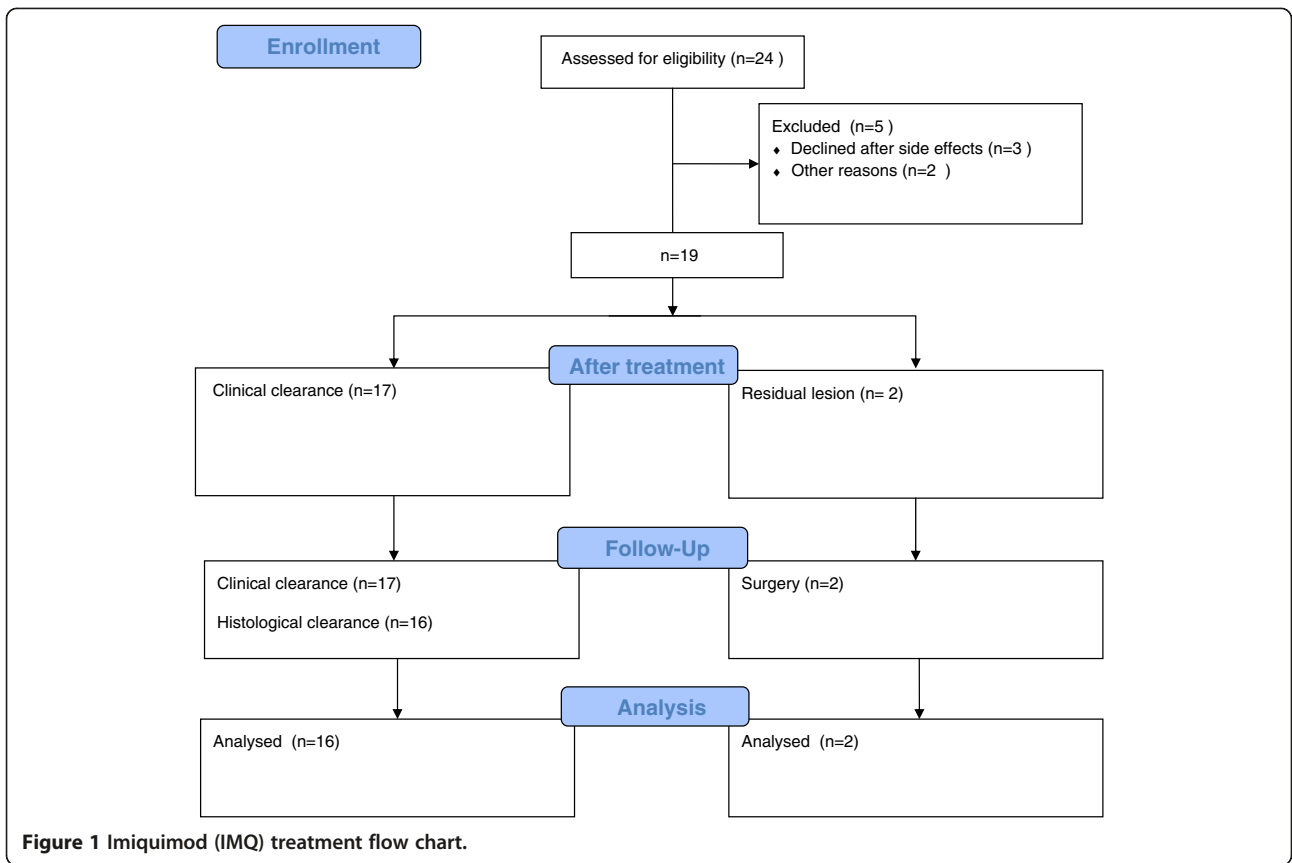 Enrollment
Assessed for eligibility (n=24 )
Excluded (n=5 )
♦ Declined after side effects (n=3 )
♦ Other reasons (n=2 )
n=19
After treatment
Clinical clearance (n=17)
Residual lesion (n= 2)
Follow-Up
Clinical clearance (n=17)
Histological clearance (n=16)
Surgery (n=2)
Analysis
Analysed (n=16)
Analysed (n=2)
Figure 1 Imiquimod (IMQ) treatment flow chart.